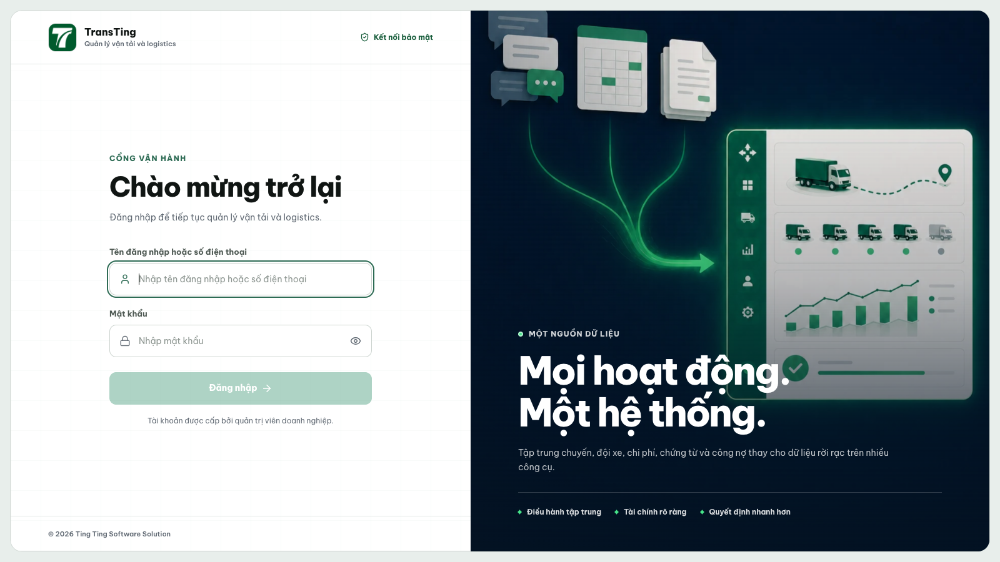 TransTing
Quản lý vận tải và logistics
Kết nối bảo mật
CỔNG VẬN HÀNH
Chào mừng trở lại
Đăng nhập để tiếp tục quản lý vận tải và logistics.
Tên đăng nhập hoặc số điện thoại
Nhập tên đăng nhập hoặc số điện thoại
Mật khẩu
Nhập mật khẩu
Đăng nhập
Tài khoản được cấp bởi quản trị viên doanh nghiệp.
© 2026 Ting Ting Software Solution
MỘT NGUỒN DỮ LIỆU
Mọi hoạt động.
Một hệ thống.
Tập trung chuyến, đội xe, chi phí, chứng từ và công nợ thay cho dữ liệu rời rạc trên nhiều
công cụ.
Điều hành tập trung
Tài chính rõ ràng
Quyết định nhanh hơn